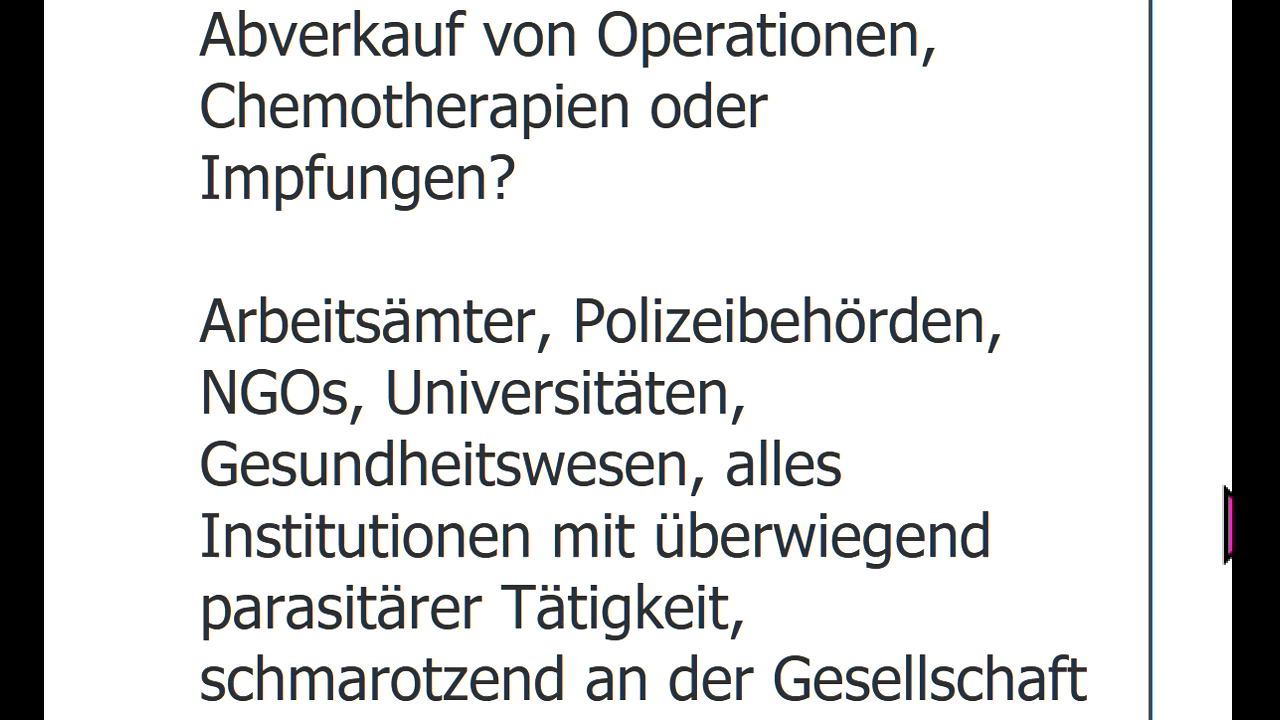 Abverkauf von Operationen,
Chemotherapien oder
Impfungen?
Arbeitsämter, Polizeibehörden,
NGOs, Universitäten,
Gesundheitswesen, alles
Institutionen mit überwiegend
parasitärer Tätigkeit,
schmarotzend an der Gesellschaft